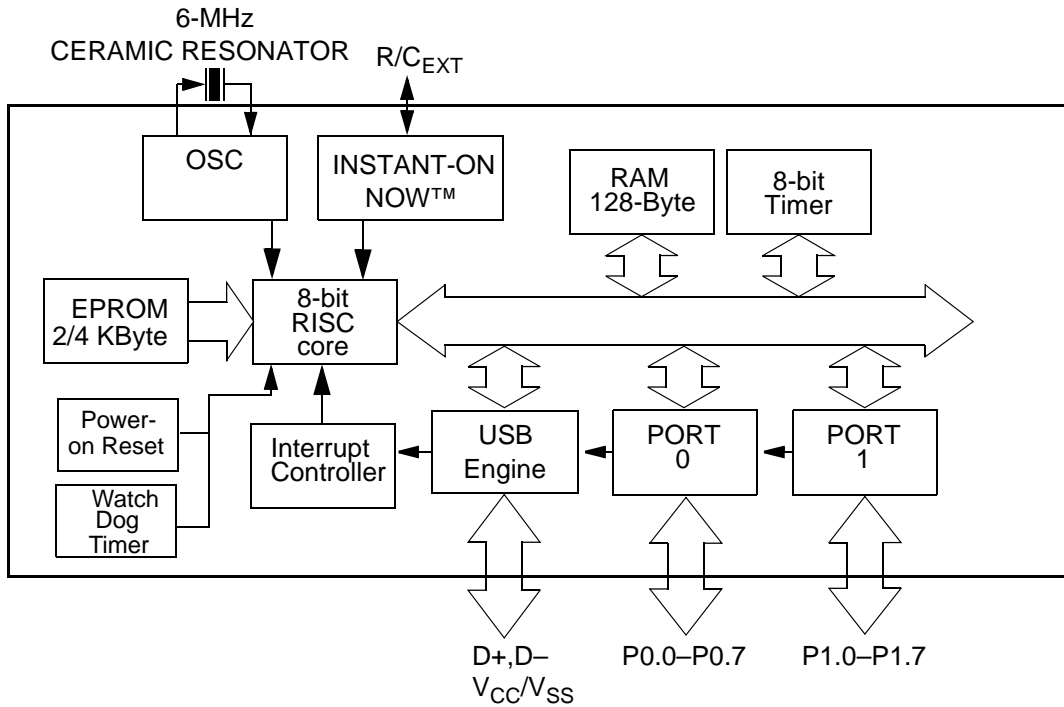 6-MHz
CERAMIC RESONATOR
R/C_EXT
OSC
INSTANT-ON
NOW™
RAM
128-Byte
8-bit
Timer
EPROM
2/4 KByte
8-bit
RISC
core
Power-
on Reset
Interrupt
Controller
USB
Engine
PORT
0
PORT
1
Watch
Dog
Timer
D+,D–
V_CC/V_SS
P0.0–P0.7
P1.0–P1.7